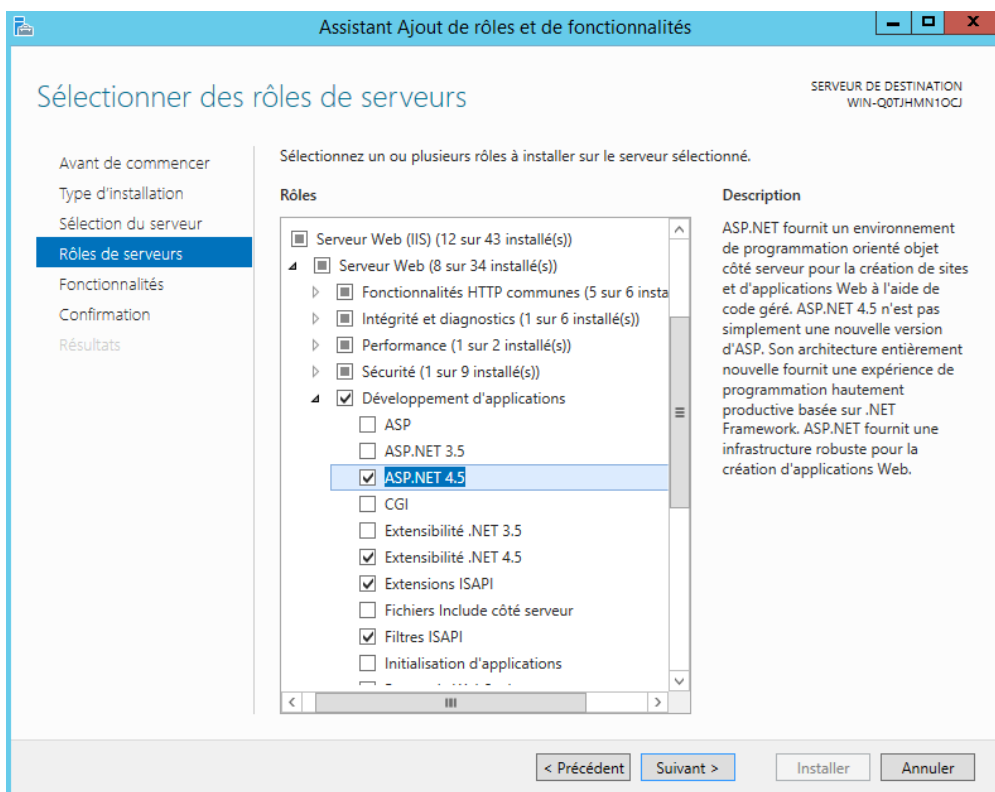 Assistant Ajout de rôles et de fonctionnalités
Sélectionner des rôles de serveurs
SERVEUR DE DESTINATION
WIN-Q0TJHMN1OCJ
Avant de commencer
Type d'installation
Sélection du serveur
Rôles de serveurs
Fonctionnalités
Confirmation
Résultats
Sélectionnez un ou plusieurs rôles à installer sur le serveur sélectionné.
Rôles
Serveur Web (IIS) (12 sur 43 installé(s))
Serveur Web (8 sur 34 installé(s))
Fonctionnalités HTTP communes (5 sur 6 insta
Intégrité et diagnostics (1 sur 6 installé(s))
Performance (1 sur 2 installé(s))
Sécurité (1 sur 9 installé(s))
Développement d'applications
ASP
ASP.NET 3.5
ASP.NET 4.5
CGI
Extensibilité .NET 3.5
Extensibilité .NET 4.5
Extensions ISAPI
Fichiers Include côté serveur
Filtres ISAPI
Initialisation d'applications
Description
ASP.NET fournit un environnement
de programmation orienté objet
côté serveur pour la création de sites
et d'applications Web à l'aide de
code géré. ASP.NET 4.5 n'est pas
simplement une nouvelle version
d'ASP. Son architecture entièrement
nouvelle fournit une expérience de
programmation hautement
productive basée sur .NET
Framework. ASP.NET fournit une
infrastructure robuste pour la
création d'applications Web.
< Précédent
Suivant >
Installer
Annuler